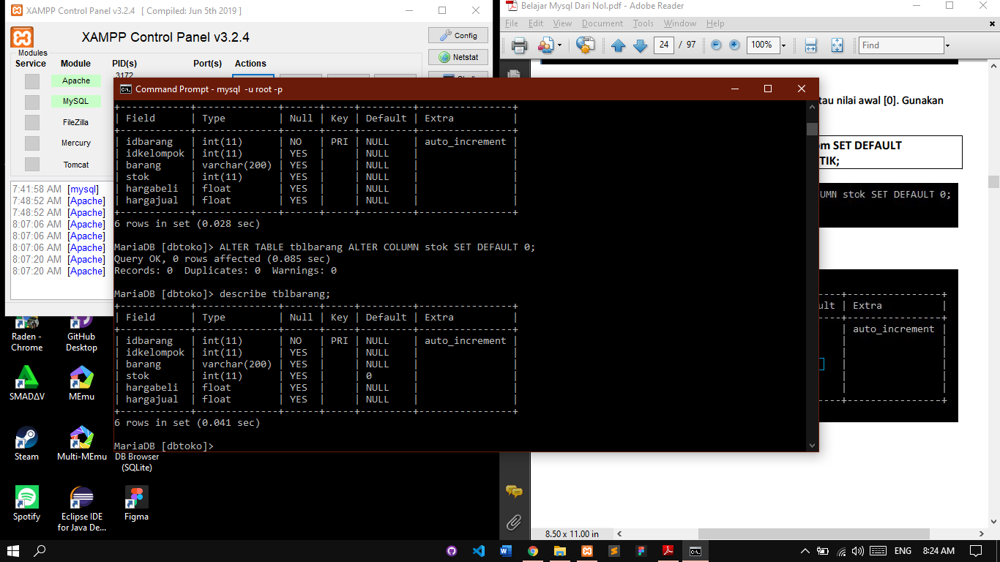 XAMPP Control Panel v3.2.4 [ Compiled: Jun 5th 2019 ]
XAMPP Control Panel v3.2.4
Config
Netstat
Modules
Service Module PID(s) Port(s) Actions
3172
Apache
MySQL
FileZilla
Mercury
Tomcat
7:41:58 AM [mysql]
7:48:52 AM [Apache]
7:48:52 AM [Apache]
8:07:06 AM [Apache]
8:07:06 AM [Apache]
8:07:06 AM [Apache]
8:07:20 AM [Apache]
8:07:20 AM [Apache]
Belajar Mysql Dari Nol.pdf - Adobe Reader
File Edit View Document Tools Window Help
24 / 97 100% Find
tau nilai awal [0]. Gunakan
m SET DEFAULT
TIK;
UMN stok SET DEFAULT 0;
ult | Extra |
| auto_increment |
8.50 x 11.00 in
Command Prompt - mysql -u root -p
+------------+--------------+------+-----+---------+----------------+
| Field | Type | Null | Key | Default | Extra |
+------------+--------------+------+-----+---------+----------------+
| idbarang | int(11) | NO | PRI | NULL | auto_increment |
| idkelompok | int(11) | YES | | NULL | |
| barang | varchar(200) | YES | | NULL | |
| stok | int(11) | YES | | NULL | |
| hargabeli | float | YES | | NULL | |
| hargajual | float | YES | | NULL | |
+------------+--------------+------+-----+---------+----------------+
6 rows in set (0.028 sec)
MariaDB [dbtoko]> ALTER TABLE tblbarang ALTER COLUMN stok SET DEFAULT 0;
Query OK, 0 rows affected (0.085 sec)
Records: 0 Duplicates: 0 Warnings: 0
MariaDB [dbtoko]> describe tblbarang;
+------------+--------------+------+-----+---------+----------------+
| Field | Type | Null | Key | Default | Extra |
+------------+--------------+------+-----+---------+----------------+
| idbarang | int(11) | NO | PRI | NULL | auto_increment |
| idkelompok | int(11) | YES | | NULL | |
| barang | varchar(200) | YES | | NULL | |
| stok | int(11) | YES | | 0 | |
| hargabeli | float | YES | | NULL | |
| hargajual | float | YES | | NULL | |
+------------+--------------+------+-----+---------+----------------+
6 rows in set (0.041 sec)
MariaDB [dbtoko]>
Raden -
Chrome
GitHub
Desktop
SMADΔV
MEmu
Steam
Multi-MEmu
DB Browser
(SQLite)
Spotify
Eclipse IDE
for Java De...
Figma
ENG 8:24 AM